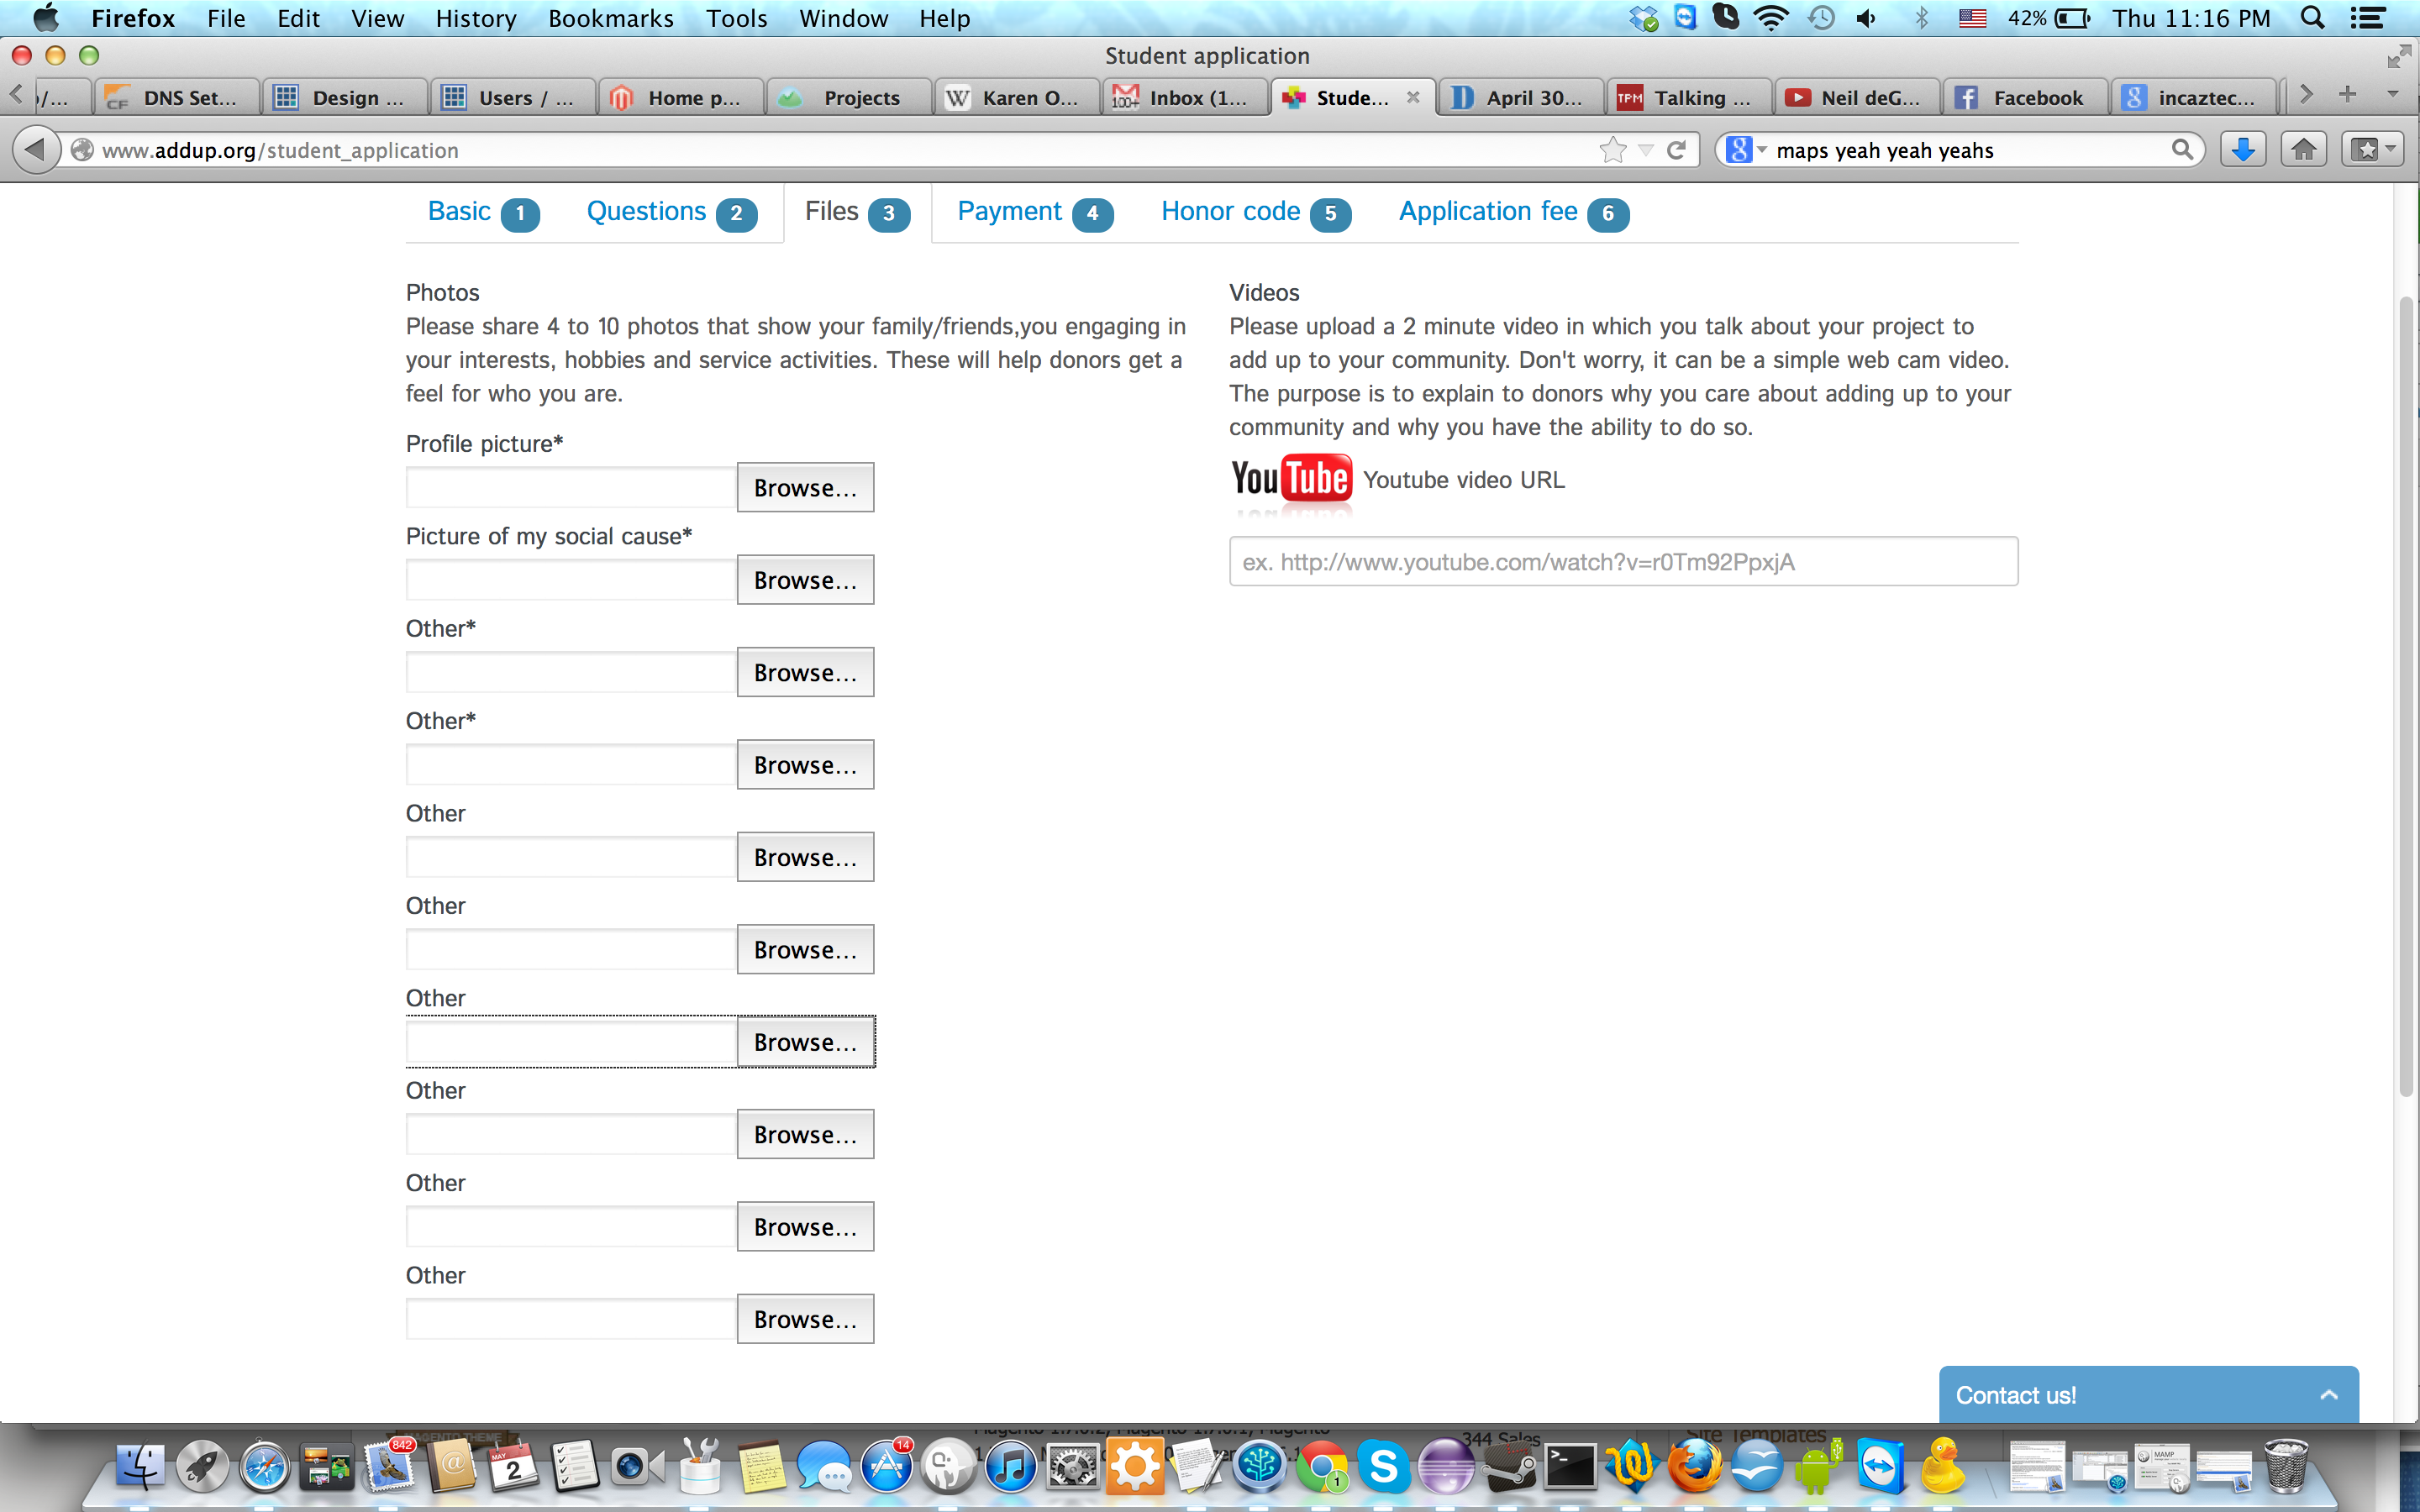 Firefox File Edit View History Bookmarks Tools Window Help 42% Thu 11:16 PM
Student application
)/... DNS Set... Design ... Users / ... Home p... Projects Karen O... Inbox (1... Stude... April 30... Talking ... Neil deG... Facebook incaztec...
www.addup.org/student_application maps yeah yeah yeahs
Basic 1 Questions 2 Files 3 Payment 4 Honor code 5 Application fee 6
Photos
Please share 4 to 10 photos that show your family/friends,you engaging in
your interests, hobbies and service activities. These will help donors get a
feel for who you are.
Profile picture*
Browse...
Picture of my social cause*
Browse...
Other*
Browse...
Other*
Browse...
Other
Browse...
Other
Browse...
Other
Browse...
Other
Browse...
Other
Browse...
Other
Browse...
Videos
Please upload a 2 minute video in which you talk about your project to
add up to your community. Don't worry, it can be a simple web cam video.
The purpose is to explain to donors why you care about adding up to your
community and why you have the ability to do so.
YouTube Youtube video URL
ex. http://www.youtube.com/watch?v=r0Tm92PpxjA
Contact us!
344 Sales
Site Templates
842
MAY
2
14
1